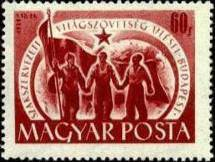 60f
SZAKSZERVEZETI VILÁGSZÖVETSÉG ÜLÉSE BUDAPEST
MAGYAR POSTA